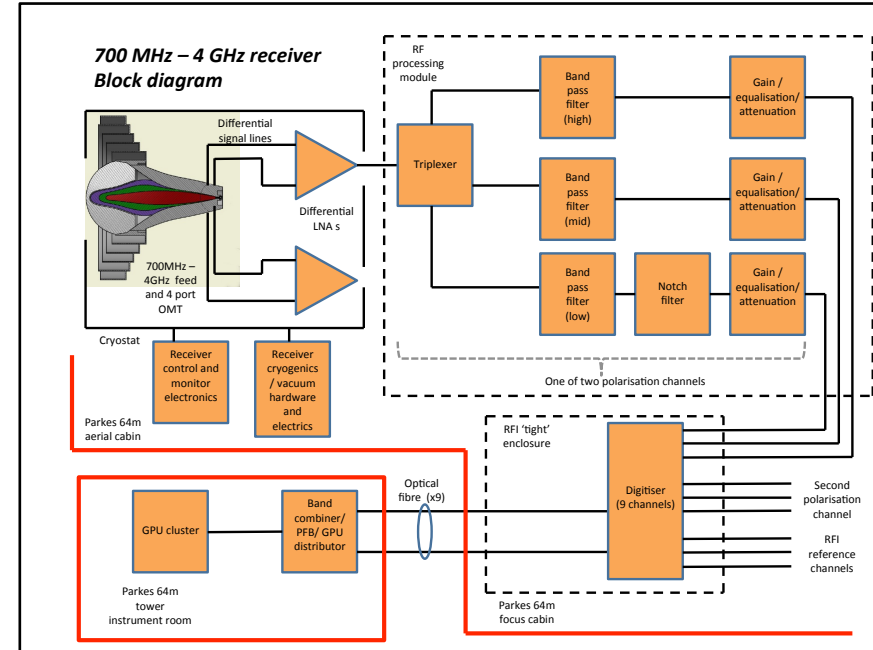 700 MHz – 4 GHz receiver
Block diagram
RF
processing
module
Differential
signal lines
Differential
LNA s
700MHz –
4GHz feed
and 4 port
OMT
Cryostat
Triplexer
Band
pass
filter
(high)
Gain /
equalisation/
attenuation
Band
pass
filter
(mid)
Gain /
equalisation/
attenuation
Band
pass
filter
(low)
Notch
filter
Gain /
equalisation/
attenuation
One of two polarisation channels
Receiver
control and
monitor
electronics
Receiver
cryogenics
/ vacuum
hardware
and
electrics
Parkes 64m
aerial cabin
RFI ‘tight’
enclosure
Digitiser
(9 channels)
Second
polarisation
channel
RFI
reference
channels
Optical
fibre (x9)
GPU cluster
Band
combiner/
PFB/ GPU
distributor
Parkes 64m
tower
instrument room
Parkes 64m
focus cabin